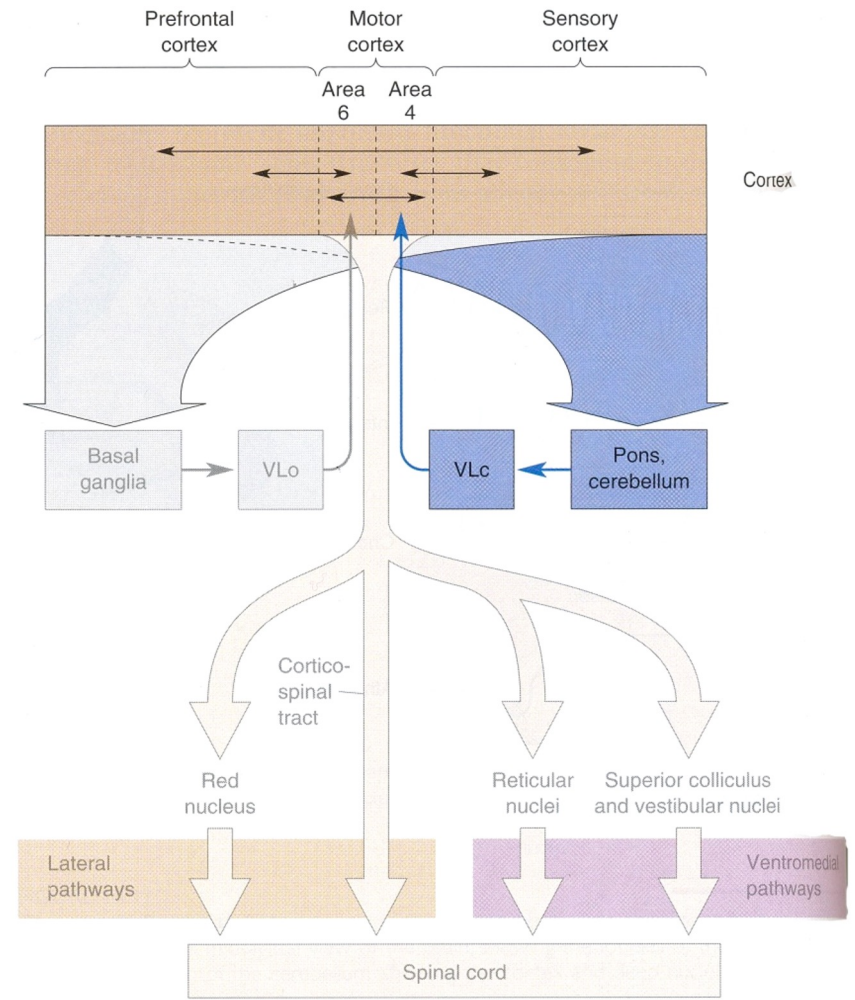 Prefrontal
cortex
Motor
cortex
Sensory
cortex
Area
6
Area
4
Cortex
Basal
ganglia
VLo
VLc
Pons,
cerebellum
Cortico-
spinal
tract
Red
nucleus
Reticular
nuclei
Superior colliculus
and vestibular nuclei
Lateral
pathways
Ventromedial
pathways
Spinal cord